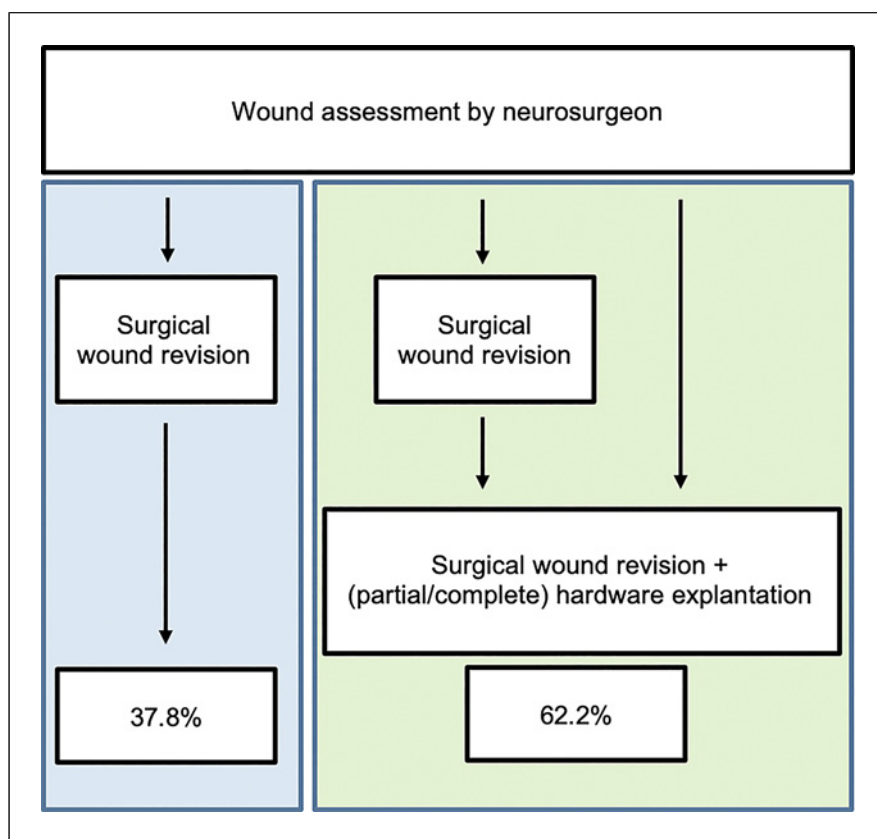 Wound assessment by neurosurgeon
Surgical
wound revision
Surgical
wound revision
Surgical wound revision +
(partial/complete) hardware explantation
37.8%
62.2%